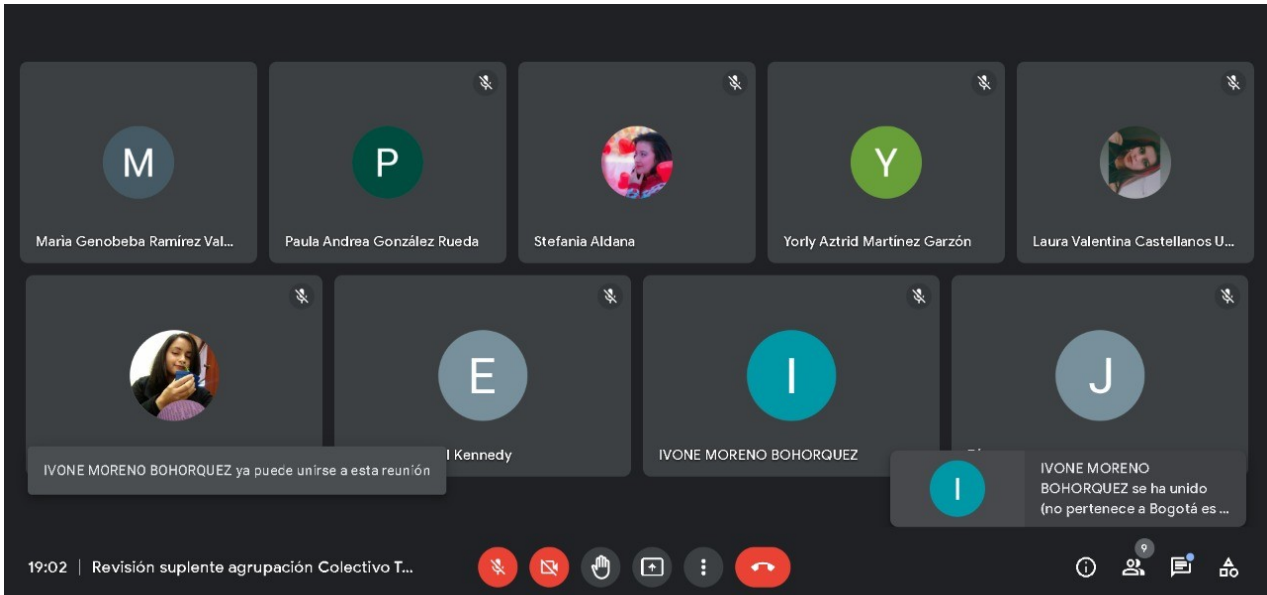 M
P
Y
Marìa Genobeba Ramírez Val...
Paula Andrea González Rueda
Stefania Aldana
Yorly Aztrid Martínez Garzón
Laura Valentina Castellanos U...
E
I
J
Kennedy
IVONE MORENO BOHORQUEZ
IVONE MORENO BOHORQUEZ ya puede unirse a esta reunión
I
IVONE MORENO
BOHORQUEZ se ha unido
(no pertenece a Bogotá es ...
19:02 | Revisión suplente agrupación Colectivo T...
9